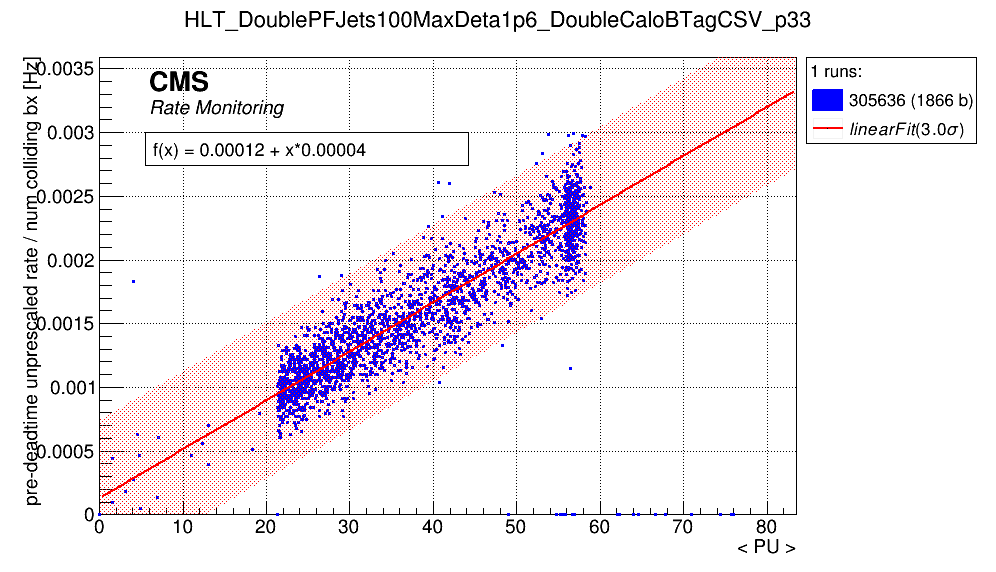 HLT_DoublePFJets100MaxDeta1p6_DoubleCaloBTagCSV_p33
pre-deadtime unprescaled rate / num colliding bx [Hz]
CMS
Rate Monitoring
f(x) = 0.00012 + x*0.00004
1 runs:
305636 (1866 b)
linearFit(3.0σ)
0.0035
0.003
0.0025
0.002
0.0015
0.001
0.0005
0
0 10 20 30 40 50 60 70 80
< PU >